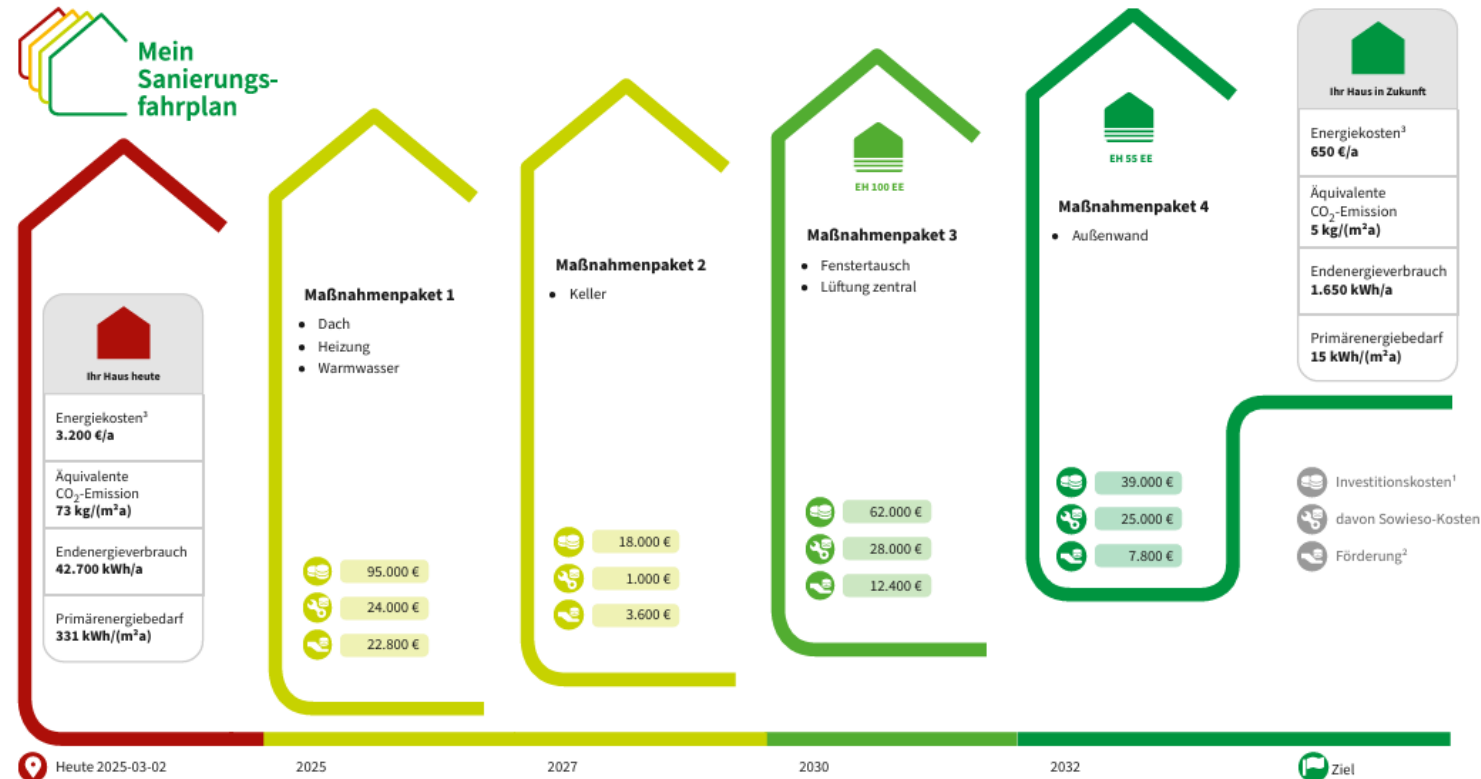 Mein
Sanierungs-
fahrplan
Ihr Haus heute
Energiekosten³
3.200 €/a
Äquivalente
CO₂-Emission
73 kg/(m²a)
Endenergieverbrauch
42.700 kWh/a
Primärenergiebedarf
331 kWh/(m²a)
Maßnahmenpaket 1
• Dach
• Heizung
• Warmwasser
95.000 €
24.000 €
22.800 €
Maßnahmenpaket 2
• Keller
18.000 €
1.000 €
3.600 €
EH 100 EE
Maßnahmenpaket 3
• Fenstertausch
• Lüftung zentral
62.000 €
28.000 €
12.400 €
EH 55 EE
Maßnahmenpaket 4
• Außenwand
39.000 €
25.000 €
7.800 €
Ihr Haus in Zukunft
Energiekosten³
650 €/a
Äquivalente
CO₂-Emission
5 kg/(m²a)
Endenergieverbrauch
1.650 kWh/a
Primärenergiebedarf
15 kWh/(m²a)
Investitionskosten¹
davon Sowieso-Kosten
Förderung²
Heute 2025-03-02
2025
2027
2030
2032
Ziel